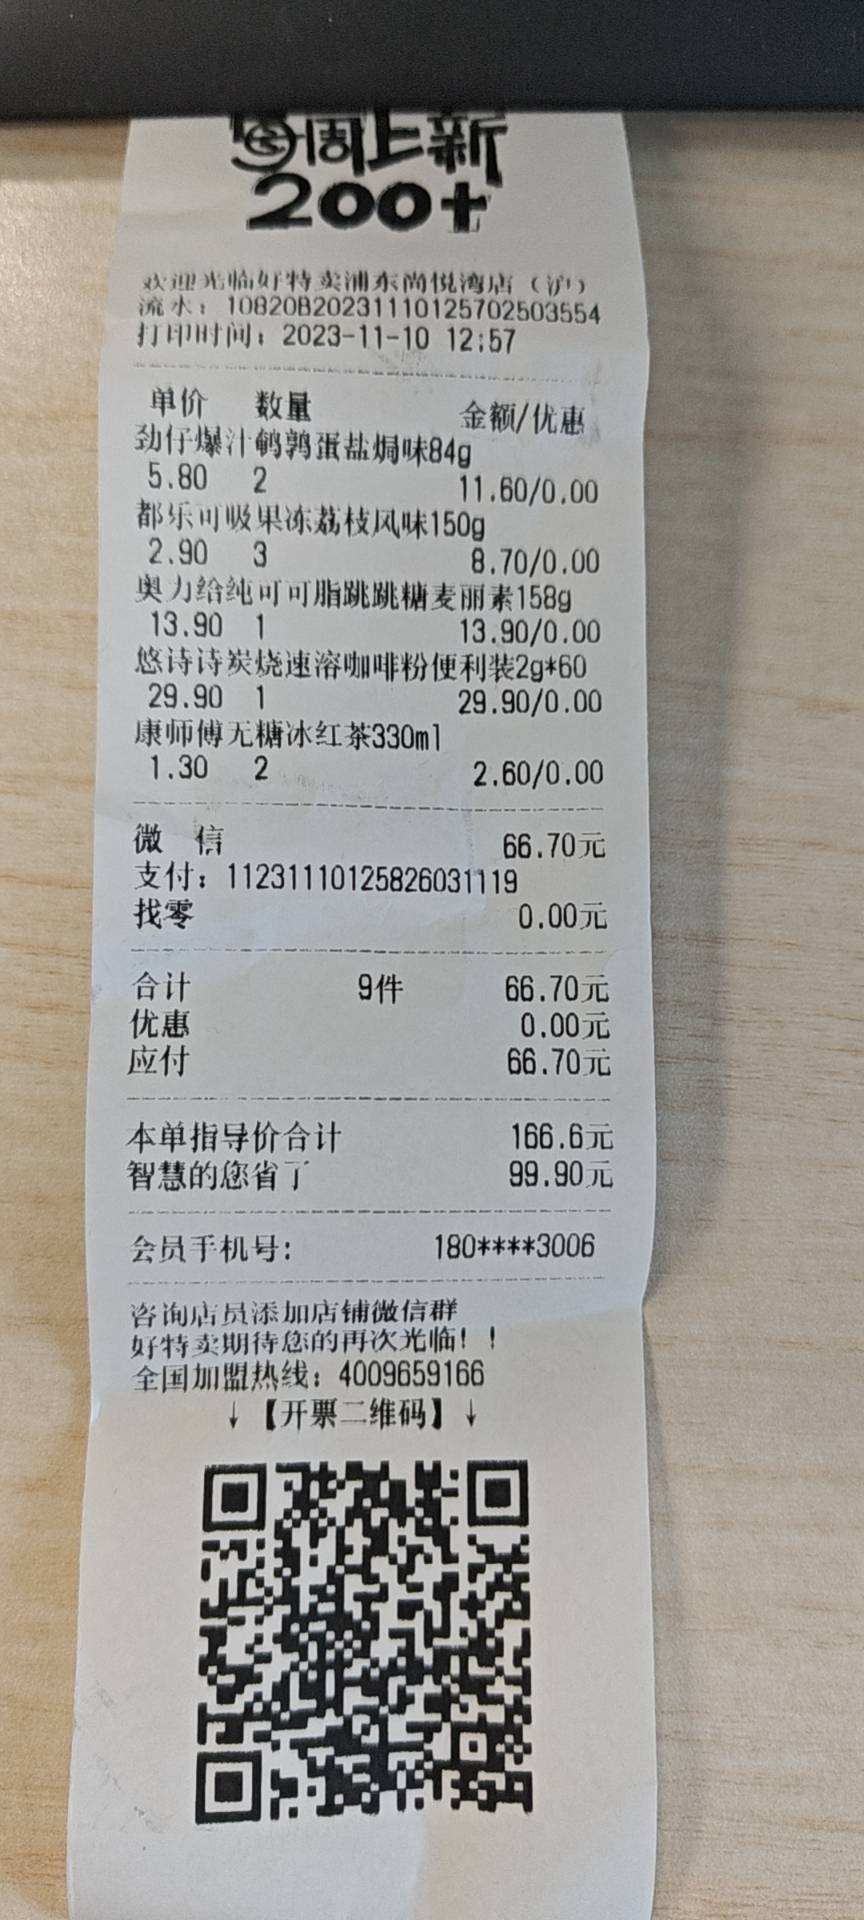 周上新
200+
欢迎光临好特卖浦东尚悦湾店（沪）
流水：10820B20231110125702503554
打印时间：2023-11-10 12:57
单价 数量 金额/优惠
劲仔爆汁鹌鹑蛋盐焗味84g
5.80 2 11.60/0.00
都乐可吸果冻荔枝风味150g
2.90 3 8.70/0.00
奥力给纯可可脂跳跳糖麦丽素158g
13.90 1 13.90/0.00
悠诗诗炭烧速溶咖啡粉便利装2g*60
29.90 1 29.90/0.00
康师傅无糖冰红茶330ml
1.30 2 2.60/0.00
微 信 66.70元
支付：11231110125826031119
找零 0.00元
合计 9件 66.70元
优惠 0.00元
应付 66.70元
本单指导价合计 166.6元
智慧的您省了 99.90元
会员手机号: 180****3006
咨询店员添加店铺微信群
好特卖期待您的再次光临！！
全国加盟热线：4009659166
↓【开票二维码】↓